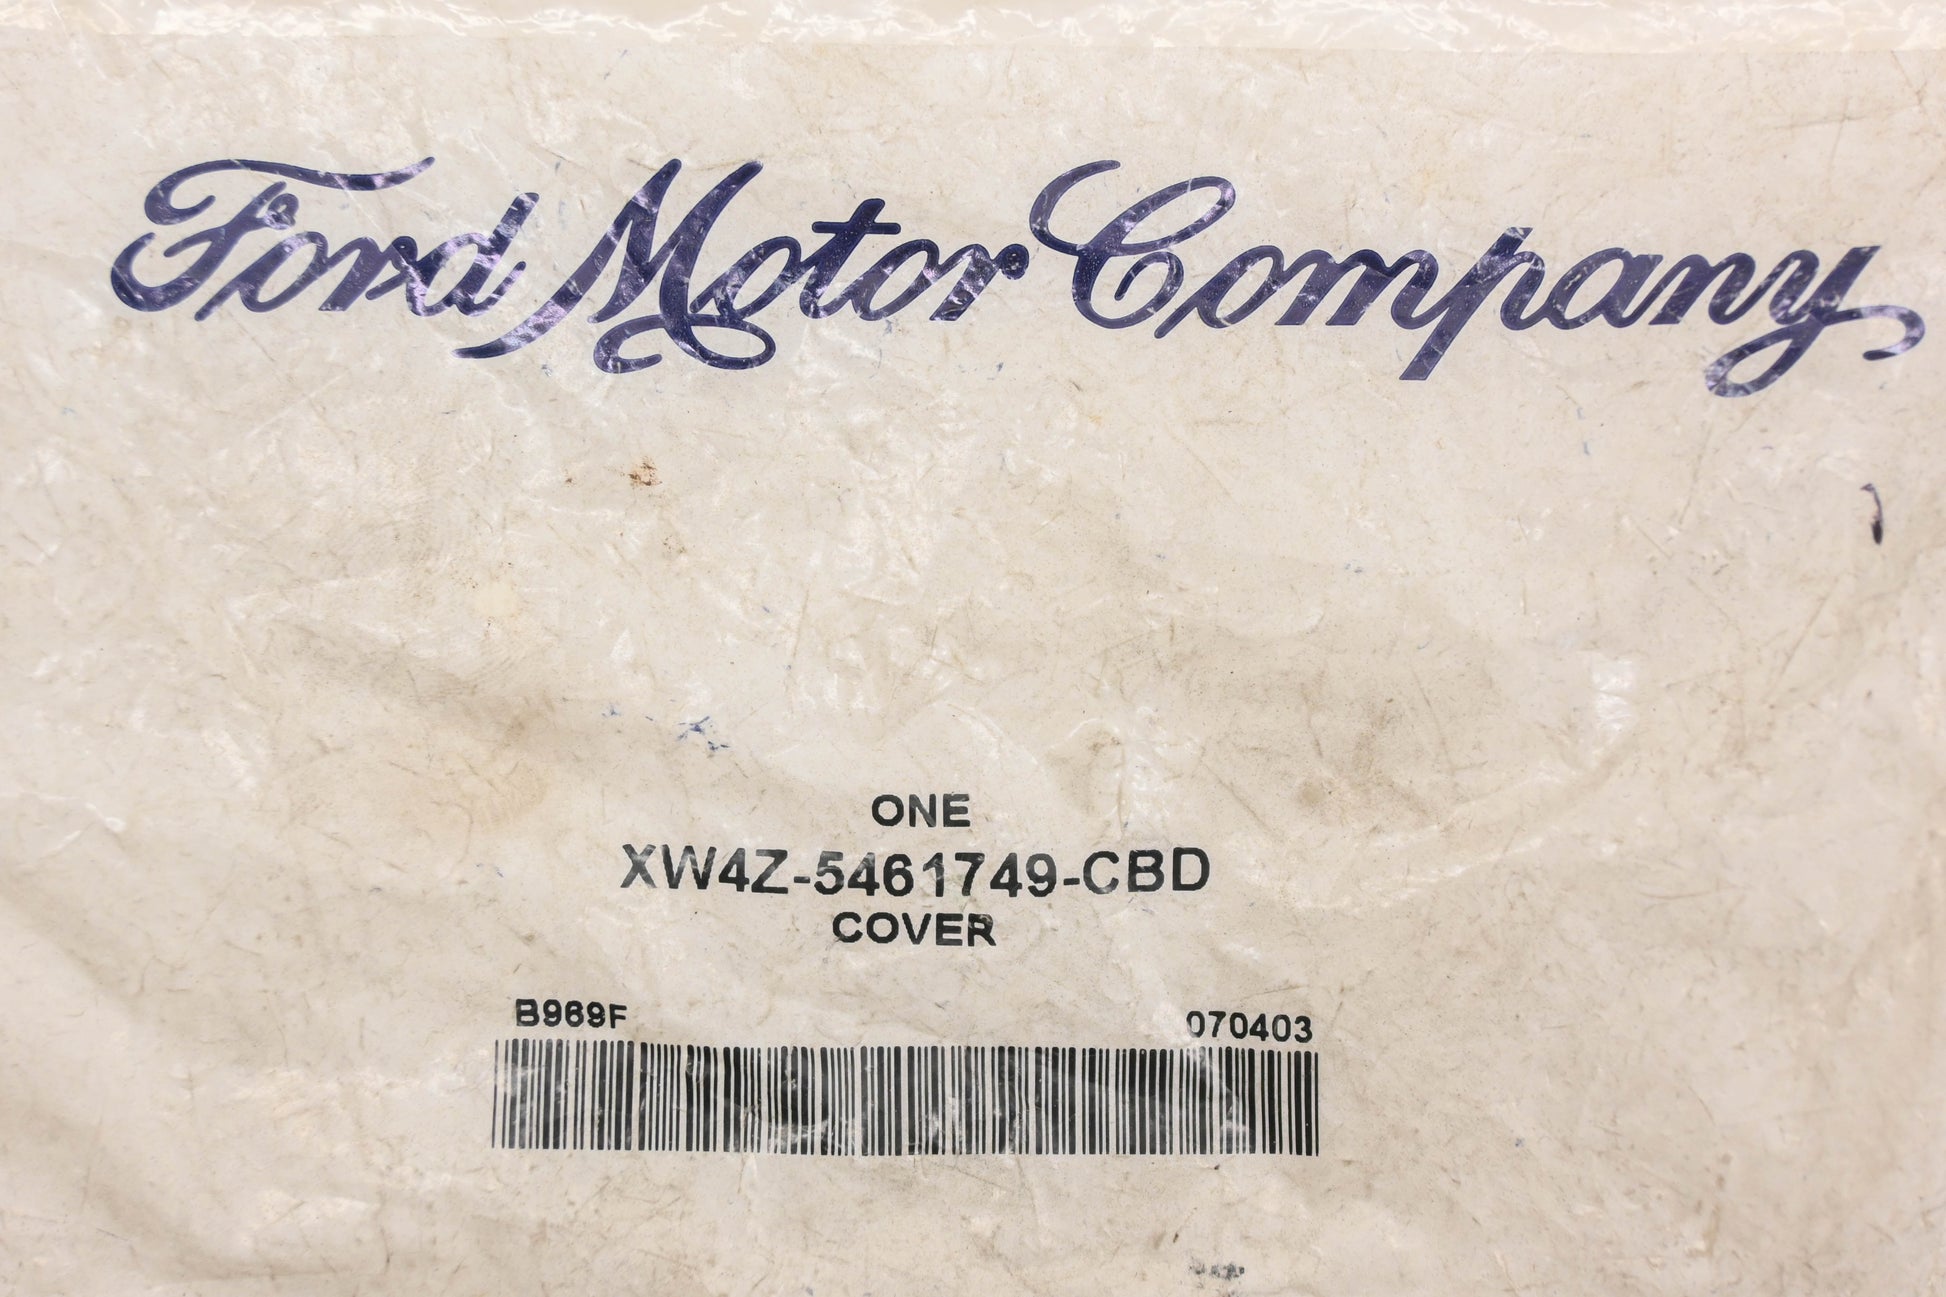 Ford Motor Company
ONE
XW4Z-5461749-CBD
COVER
B969F
070403